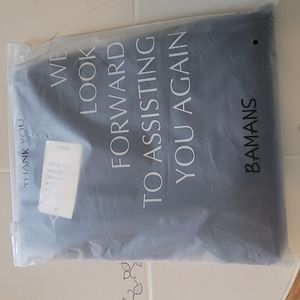 THANK YOU
WE
LOOK
FORWARD
TO ASSISTING
YOU AGAIN
BAMANS